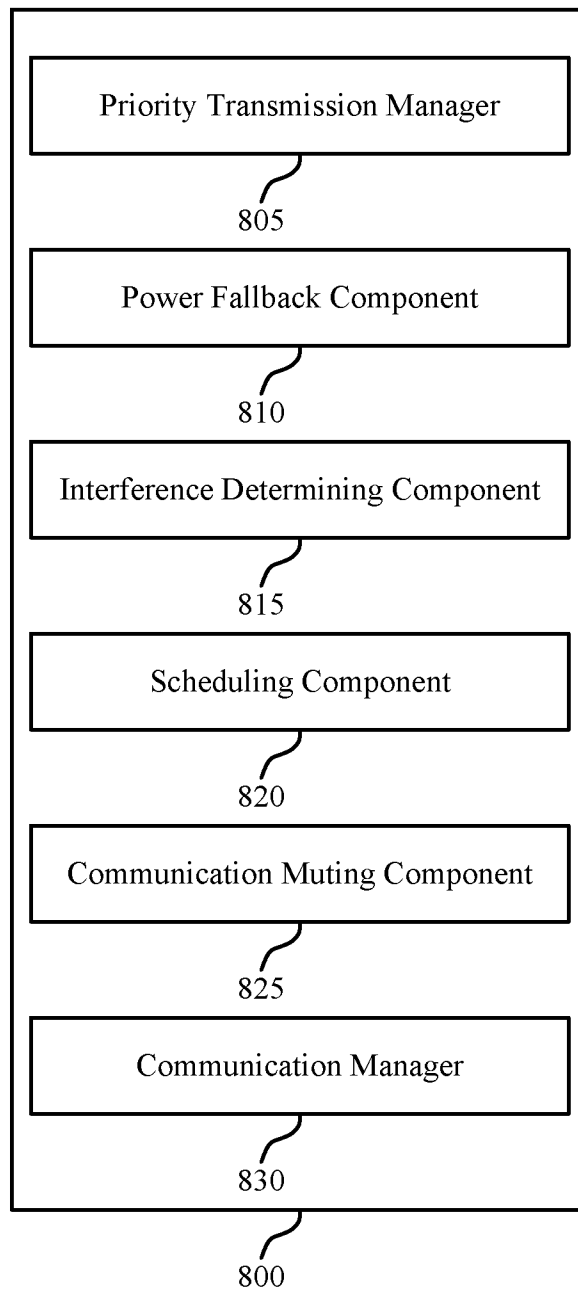 Priority Transmission Manager
805
Power Fallback Component
810
Interference Determining Component
815
Scheduling Component
820
Communication Muting Component
825
Communication Manager
830
800